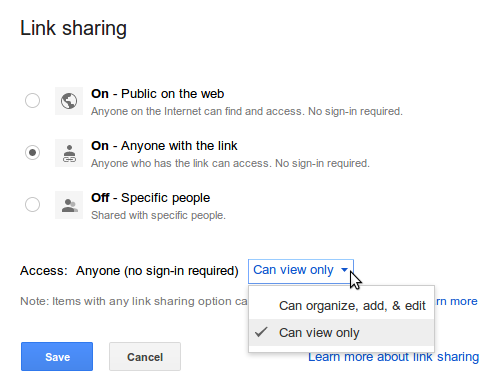 Link sharing
On - Public on the web
Anyone on the Internet can find and access. No sign-in required.
On - Anyone with the link
Anyone who has the link can access. No sign-in required.
Off - Specific people
Shared with specific people.
Access: Anyone (no sign-in required) Can view only
Can organize, add, & edit
Note: Items with any link sharing option ca rn more
Can view only
Save Cancel Learn more about link sharing